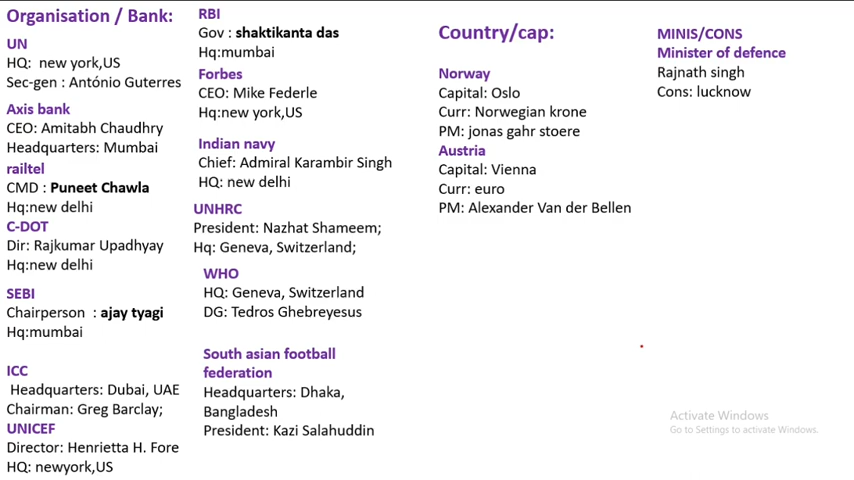 Organisation / Bank:
UN
HQ:  new york,US
Sec-gen : António Guterres
Axis bank
CEO: Amitabh Chaudhry
Headquarters: Mumbai
railtel
CMD : Puneet Chawla
Hq:new delhi
C-DOT
Dir: Rajkumar Upadhyay
Hq:new delhi
SEBI
Chairperson  : ajay tyagi
Hq:mumbai
ICC
Headquarters: Dubai, UAE
Chairman: Greg Barclay;
UNICEF
Director: Henrietta H. Fore
HQ: newyork,US
RBI
Gov : shaktikanta das
Hq:mumbai
Forbes
CEO: Mike Federle
Hq:new york,US
Indian navy
Chief: Admiral Karambir Singh
HQ: new delhi
UNHRC
President: Nazhat Shameem;
Hq: Geneva, Switzerland;
WHO
HQ: Geneva, Switzerland
DG: Tedros Ghebreyesus
South asian football
federation
Headquarters: Dhaka,
Bangladesh
President: Kazi Salahuddin
Country/cap:
Norway
Capital: Oslo
Curr: Norwegian krone
PM: jonas gahr stoere
Austria
Capital: Vienna
Curr: euro
PM: Alexander Van der Bellen
MINIS/CONS
Minister of defence
Rajnath singh
Cons: lucknow
Activate Windows
Go to Settings to activate Windows.